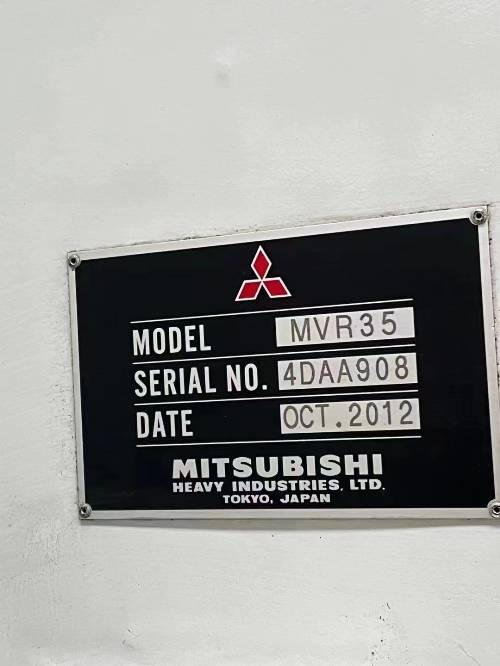 MODEL MVR35
SERIAL NO. 4DAA908
DATE OCT.2012
MITSUBISHI
HEAVY INDUSTRIES, LTD.
TOKYO, JAPAN